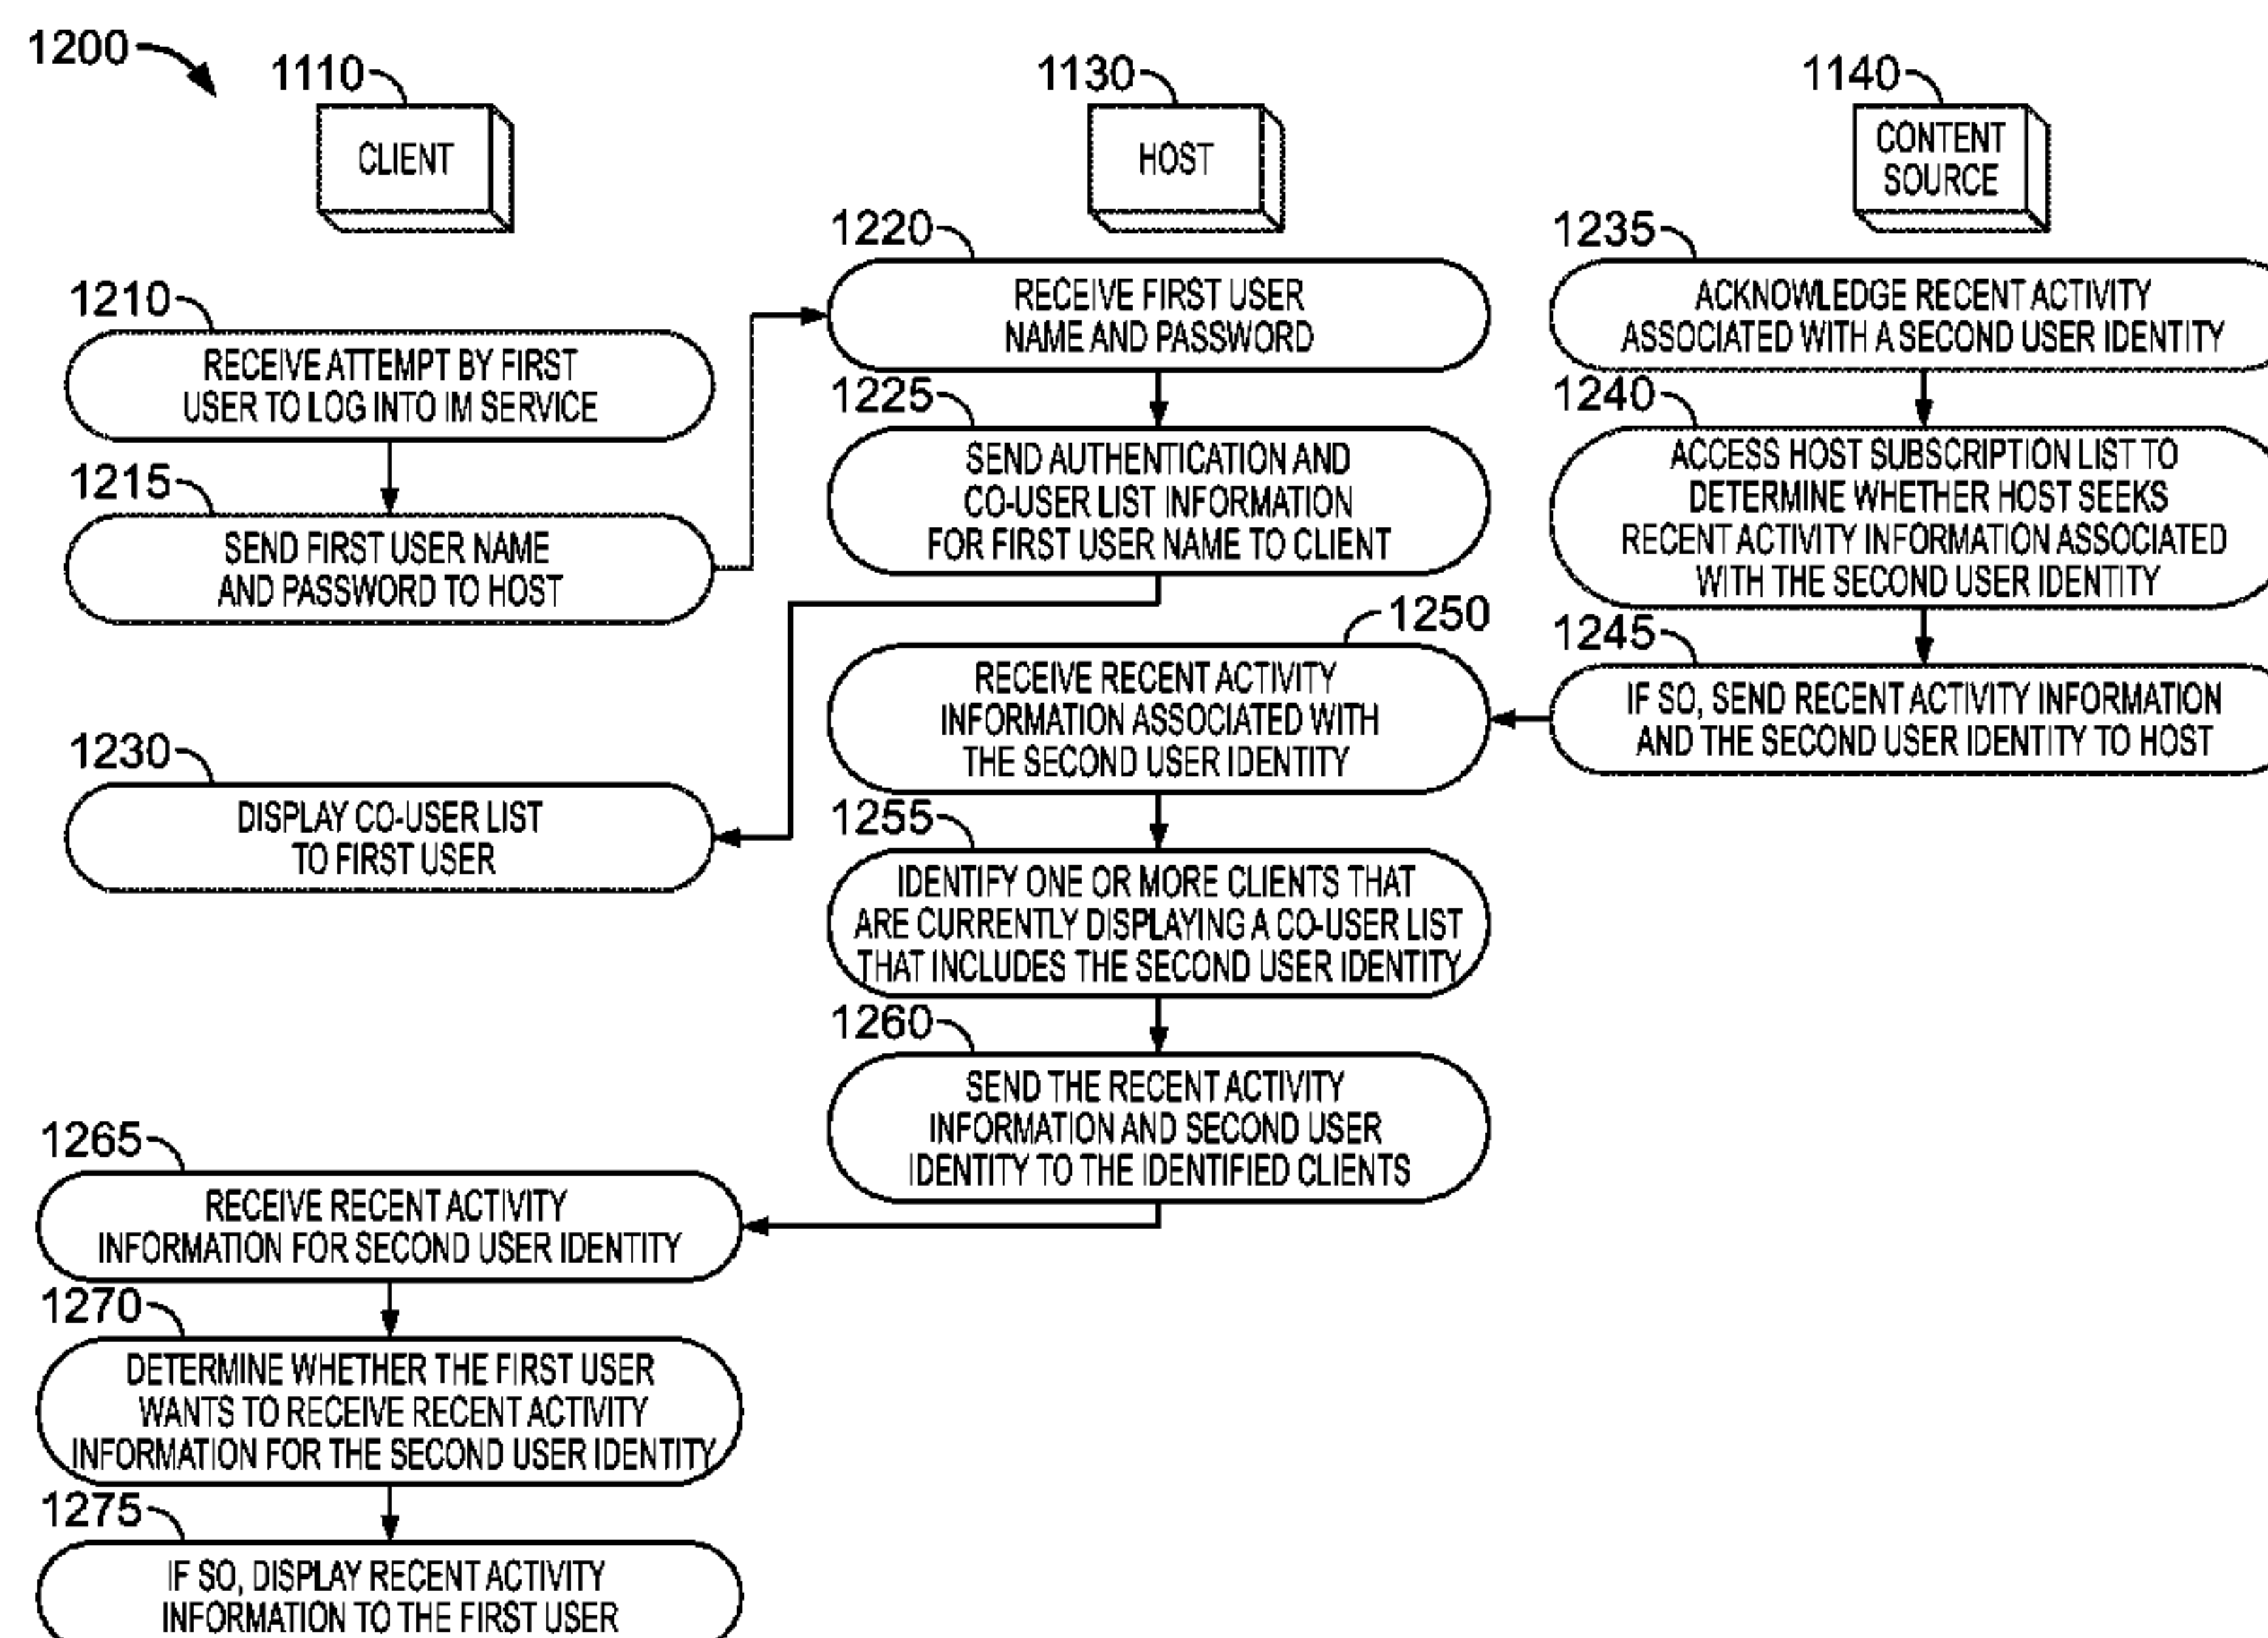 1200
1110
CLIENT
1130
HOST
1140
CONTENT
SOURCE
1210
RECEIVE ATTEMPT BY FIRST
USER TO LOG INTO IM SERVICE
1215
SEND FIRST USER NAME
AND PASSWORD TO HOST
1220
RECEIVE FIRST USER
NAME AND PASSWORD
1225
SEND AUTHENTICATION AND
CO-USER LIST INFORMATION
FOR FIRST USER NAME TO CLIENT
1230
DISPLAY CO-USER LIST
TO FIRST USER
1235
ACKNOWLEDGE RECENT ACTIVITY
ASSOCIATED WITH A SECOND USER IDENTITY
1240
ACCESS HOST SUBSCRIPTION LIST TO
DETERMINE WHETHER HOST SEEKS
RECENT ACTIVITY INFORMATION ASSOCIATED
WITH THE SECOND USER IDENTITY
1245
IF SO, SEND RECENT ACTIVITY INFORMATION
AND THE SECOND USER IDENTITY TO HOST
1250
RECEIVE RECENT ACTIVITY
INFORMATION ASSOCIATED WITH
THE SECOND USER IDENTITY
1255
IDENTIFY ONE OR MORE CLIENTS THAT
ARE CURRENTLY DISPLAYING A CO-USER LIST
THAT INCLUDES THE SECOND USER IDENTITY
1260
SEND THE RECENT ACTIVITY
INFORMATION AND SECOND USER
IDENTITY TO THE IDENTIFIED CLIENTS
1265
RECEIVE RECENT ACTIVITY
INFORMATION FOR SECOND USER IDENTITY
1270
DETERMINE WHETHER THE FIRST USER
WANTS TO RECEIVE RECENT ACTIVITY
INFORMATION FOR THE SECOND USER IDENTITY
1275
IF SO, DISPLAY RECENT ACTIVITY
INFORMATION TO THE FIRST USER